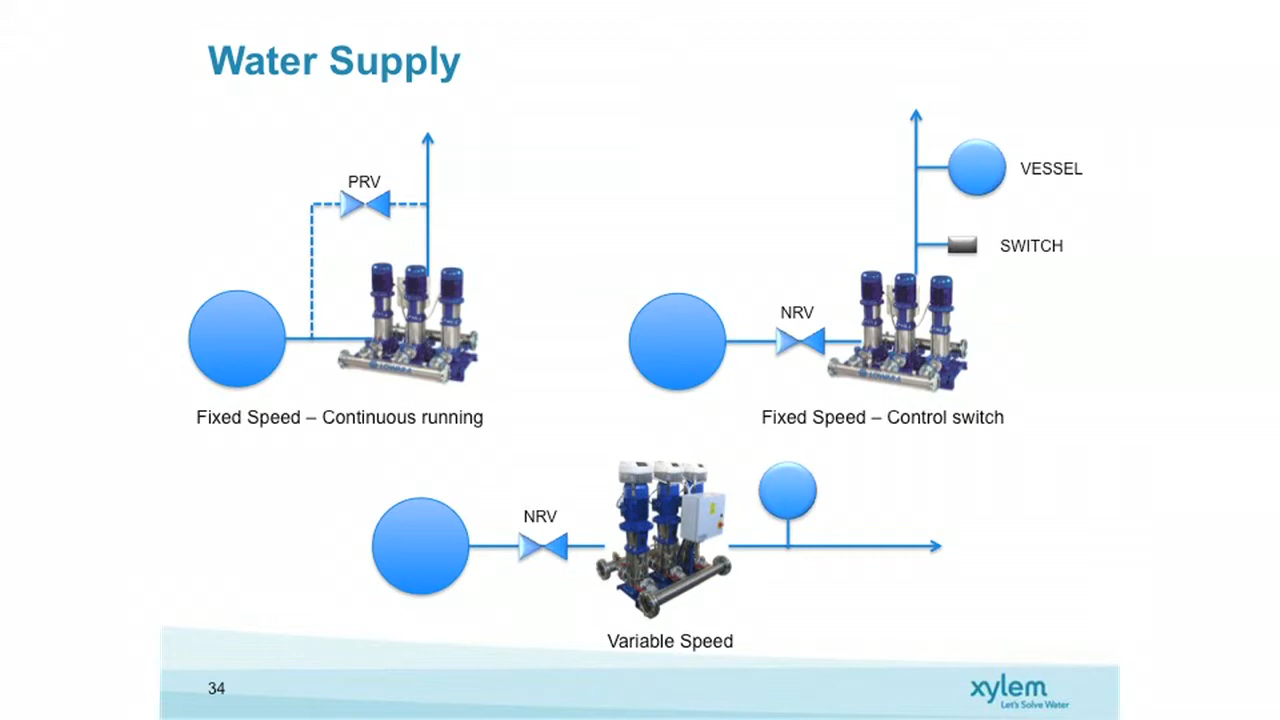 Water Supply
PRV
VESSEL
SWITCH
NRV
Fixed Speed – Continuous running
Fixed Speed – Control switch
NRV
Variable Speed
34
xylem
Let's Solve Water